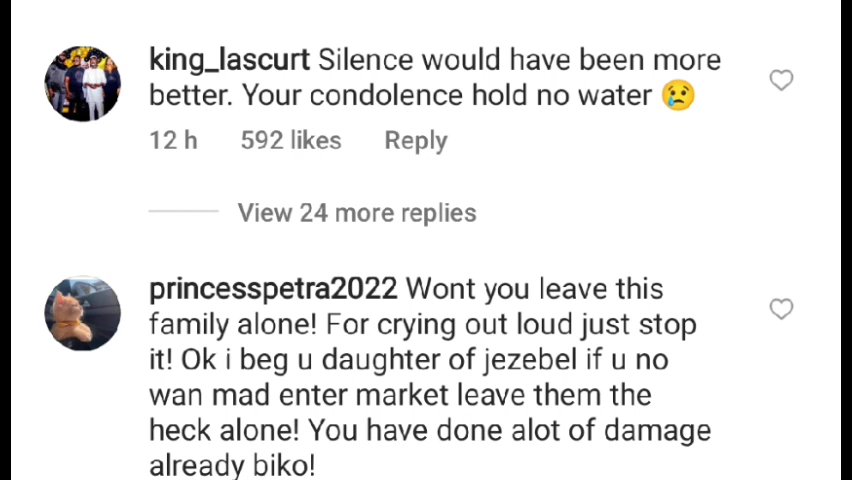 king_lascurt Silence would have been more
better. Your condolence hold no water 😢
12 h 592 likes Reply
View 24 more replies
princesspetra2022 Wont you leave this
family alone! For crying out loud just stop
it! Ok i beg u daughter of jezebel if u no
wan mad enter market leave them the
heck alone! You have done alot of damage
already biko!